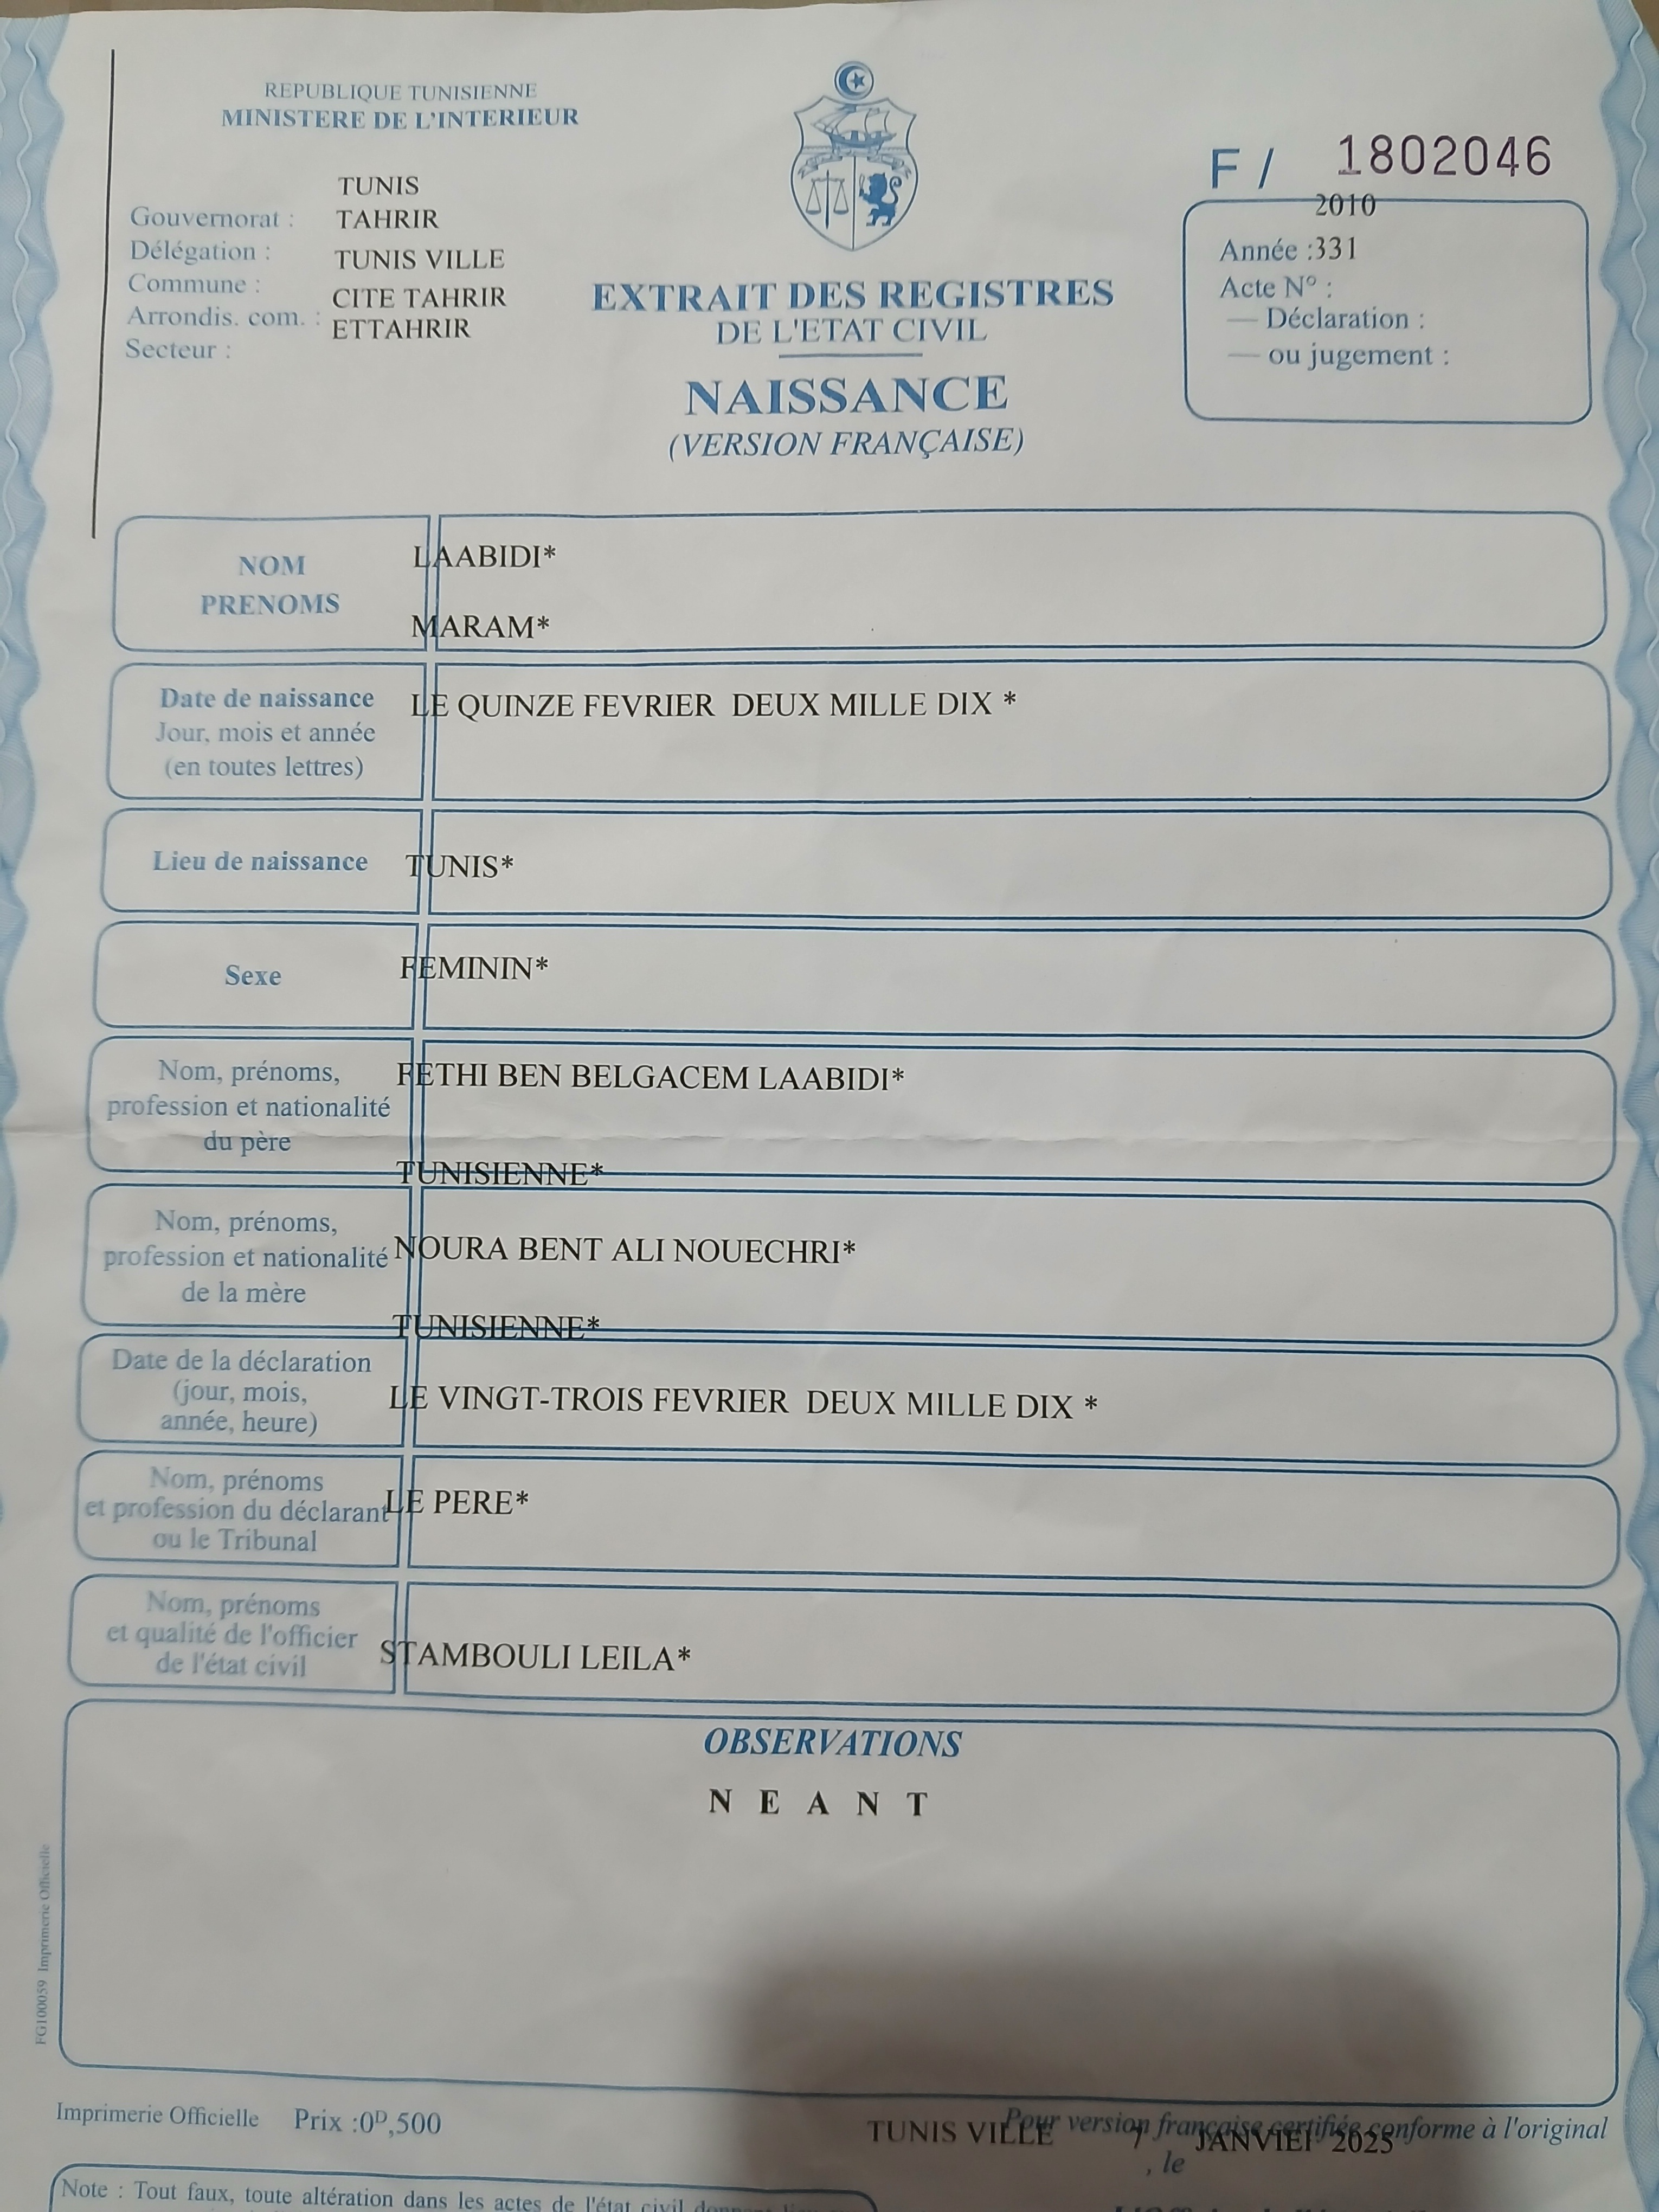 REPUBLIQUE TUNISIENNE
MINISTERE DE L'INTERIEUR
TUNIS
Gouvernorat : TAHRIR
Délégation :
TUNIS VILLE
Commune :
CITE TAHRIR
Arrondis. com. :
ETTAHRIR
Secteur :
EXTRAIT DES REGISTRES
DE L'ETAT CIVIL
NAISSANCE
(VERSION FRANÇAISE)
F / 1802046
2010
Année :331
Acte N° :
— Déclaration :
— ou jugement :
NOM
PRENOMS
LAABIDI*
MARAM*
Date de naissance
Jour, mois et année
(en toutes lettres)
LE QUINZE FEVRIER DEUX MILLE DIX *
Lieu de naissance
TUNIS*
Sexe
FEMININ*
Nom, prénoms,
profession et nationalité
du père
FETHI BEN BELGACEM LAABIDI*
TUNISIENNE*
Nom, prénoms,
profession et nationalité
de la mère
NOURA BENT ALI NOUECHRI*
TUNISIENNE*
Date de la déclaration
(jour, mois,
année, heure)
LE VINGT-TROIS FEVRIER DEUX MILLE DIX *
Nom, prénoms
et profession du déclarant
ou le Tribunal
LE PERE*
Nom, prénoms
et qualité de l'officier
de l'état civil
STAMBOULI LEILA*
OBSERVATIONS
N E A N T
FG100059 Imprimerie Officielle
Imprimerie Officielle Prix :0ᴰ,500
Pour version française certifiée conforme à l'original
TUNIS VILLE 7 JANVIER 2025
, le
Note : Tout faux, toute altération dans les actes de l'état civil